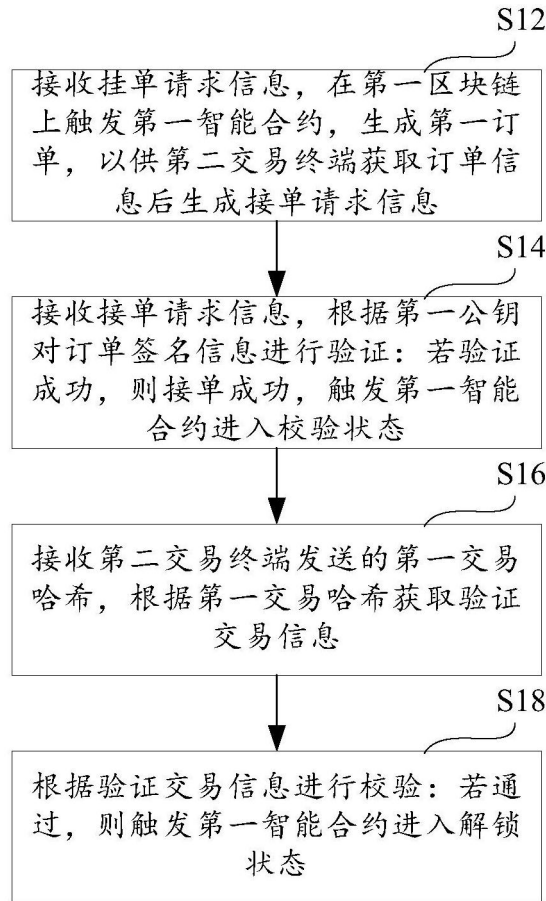 S12
接收挂单请求信息，在第一区块链
上触发第一智能合约，生成第一订
单，以供第二交易终端获取订单信
息后生成接单请求信息
S14
接收接单请求信息，根据第一公钥
对订单签名信息进行验证：若验证
成功，则接单成功，触发第一智能
合约进入校验状态
S16
接收第二交易终端发送的第一交易
哈希，根据第一交易哈希获取验证
交易信息
S18
根据验证交易信息进行校验：若通
过，则触发第一智能合约进入解锁
状态